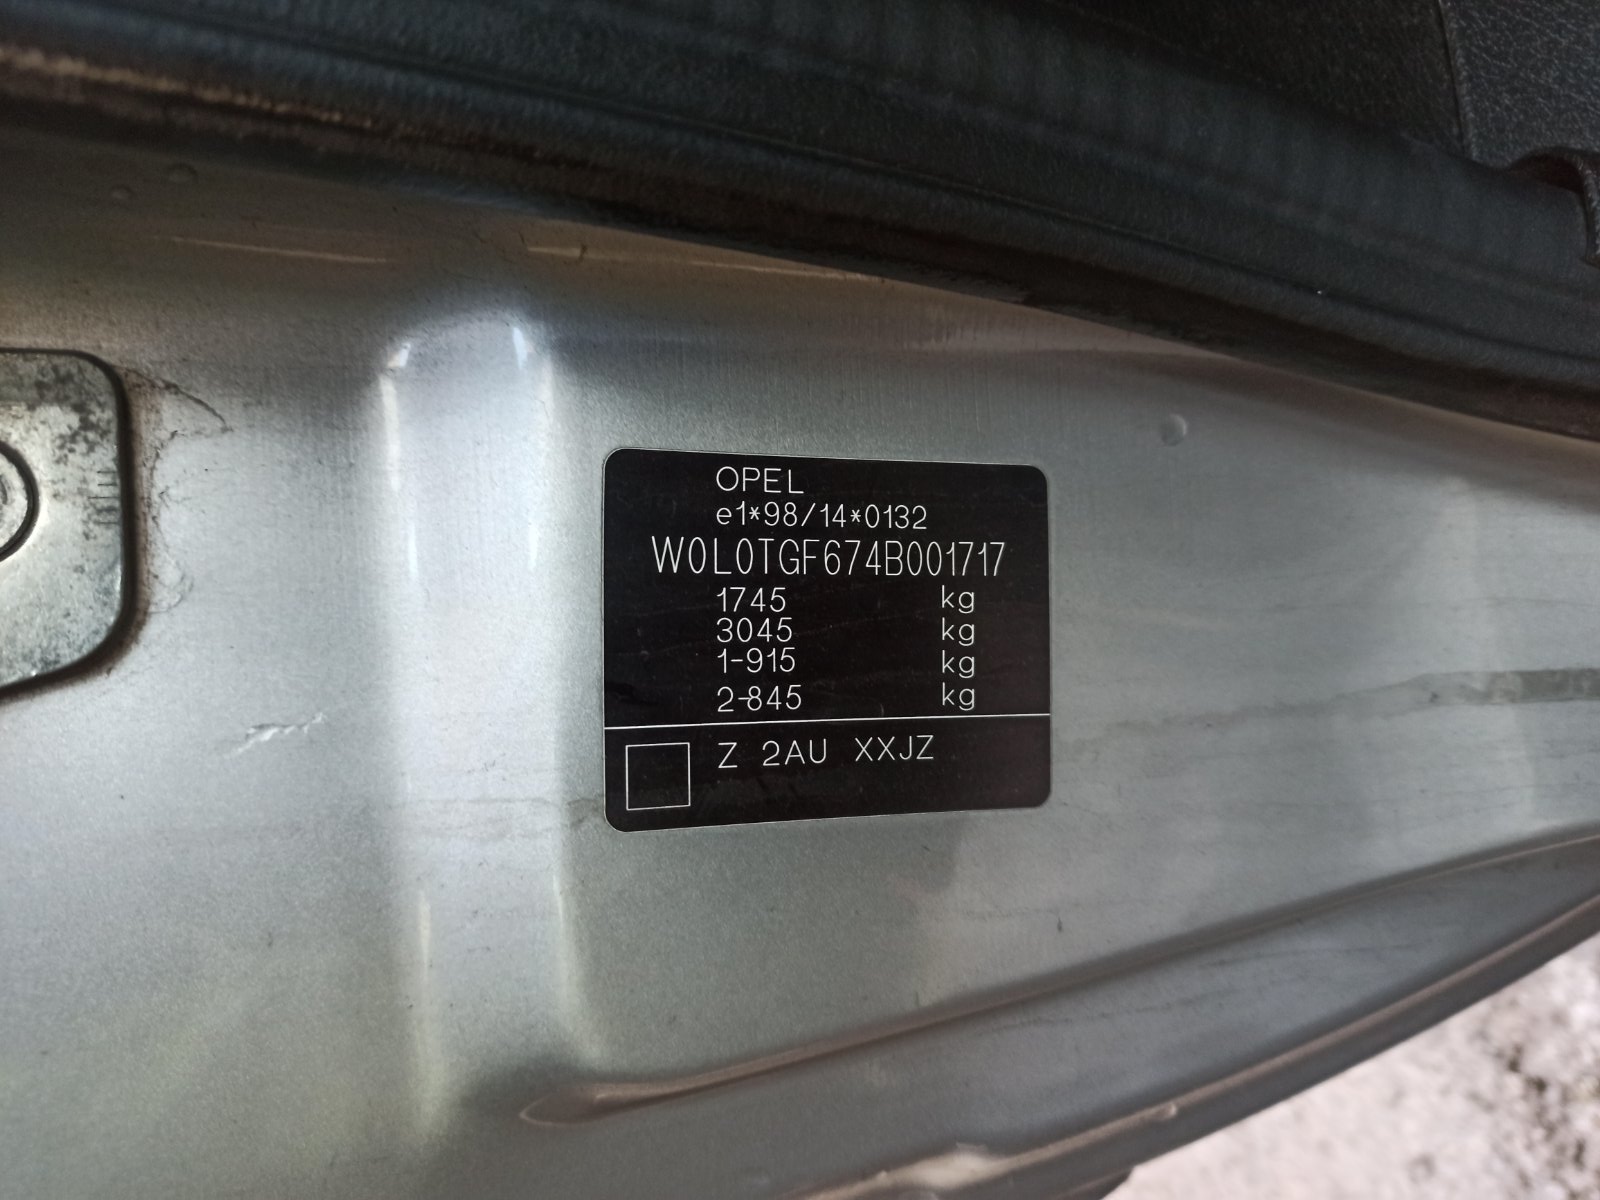 OPEL
e1*98/14*0132
W0L0TGF674B001717
1745 kg
3045 kg
1-915 kg
2-845 kg
Z 2AU XXJZ